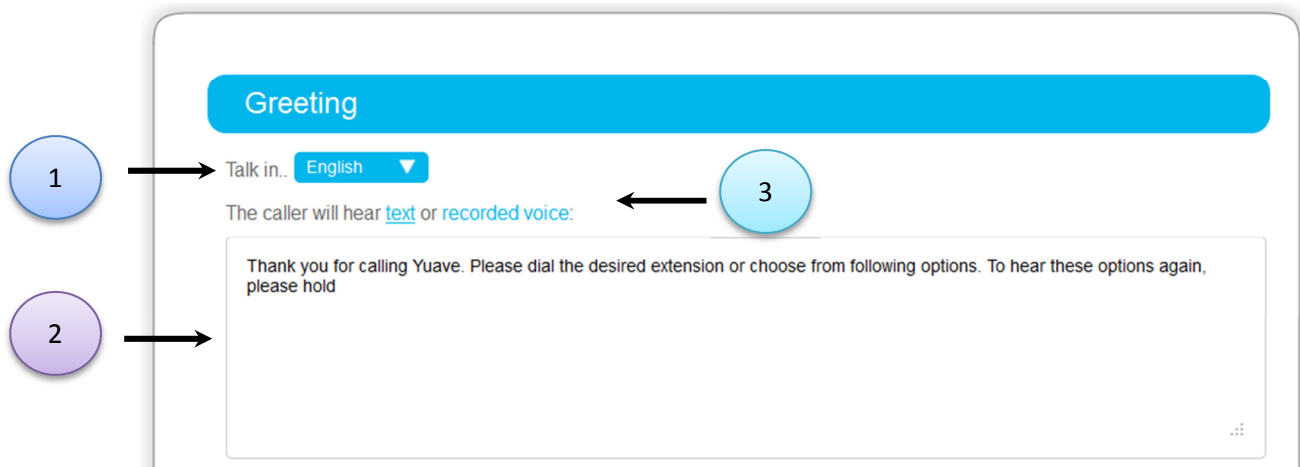 Greeting
1
Talk in.. English
3
The caller will hear text or recorded voice:
Thank you for calling Yuave. Please dial the desired extension or choose from following options. To hear these options again,
please hold
2